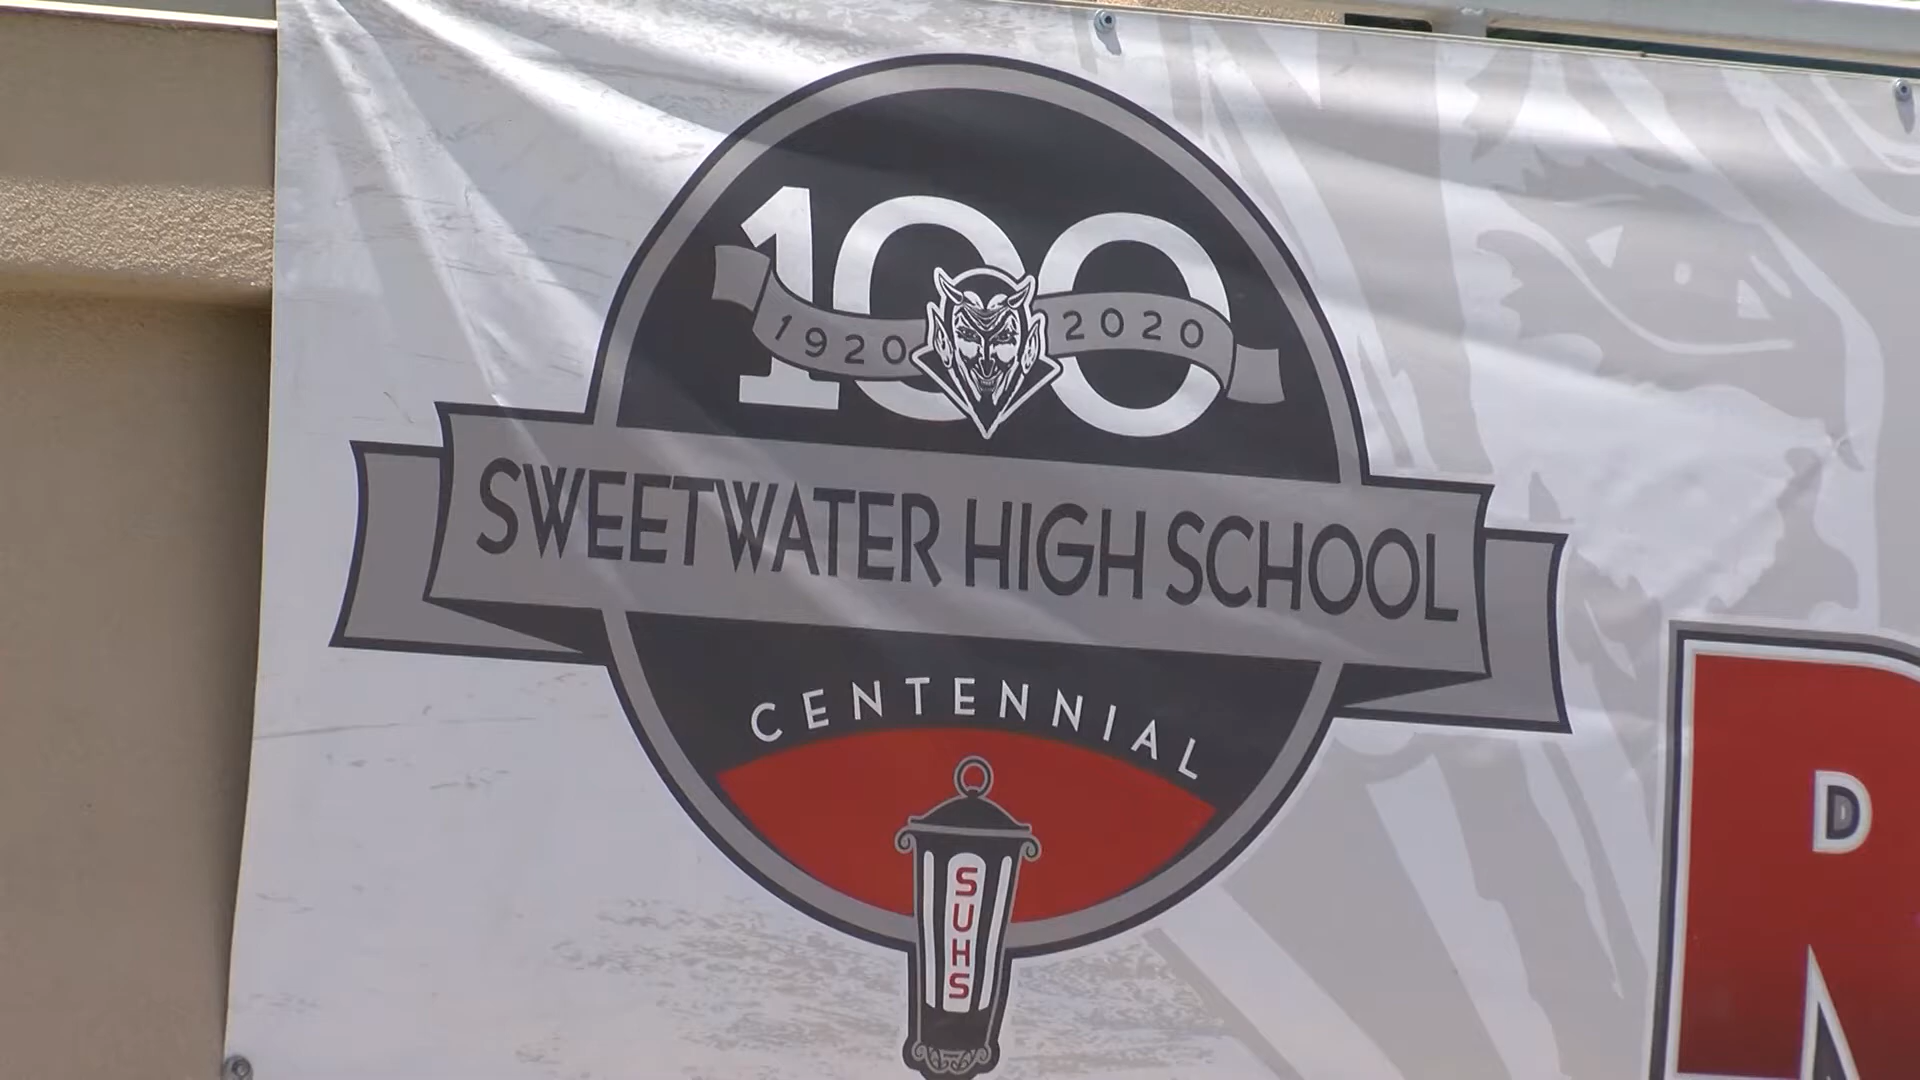 100
1920 2020
SWEETWATER HIGH SCHOOL
CENTENNIAL
SUHS
R
D